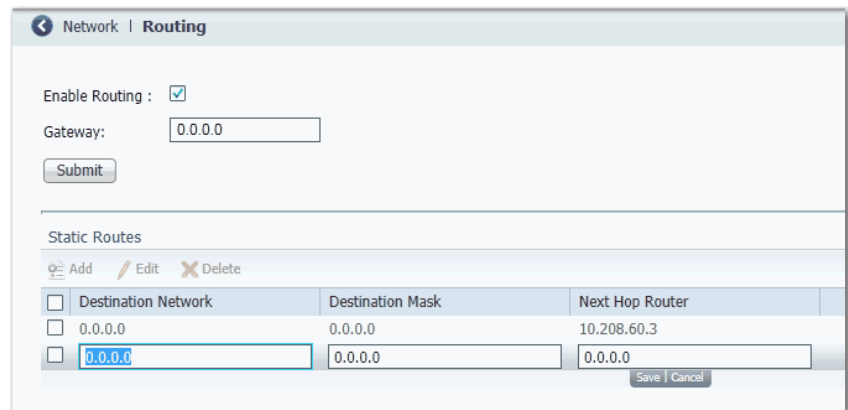 Network | Routing
Enable Routing :
Gateway: 0.0.0.0
Submit
Static Routes
Add Edit Delete
Destination Network Destination Mask Next Hop Router
0.0.0.0 0.0.0.0 10.208.60.3
0.0.0.0 0.0.0.0 0.0.0.0
Save | Cancel